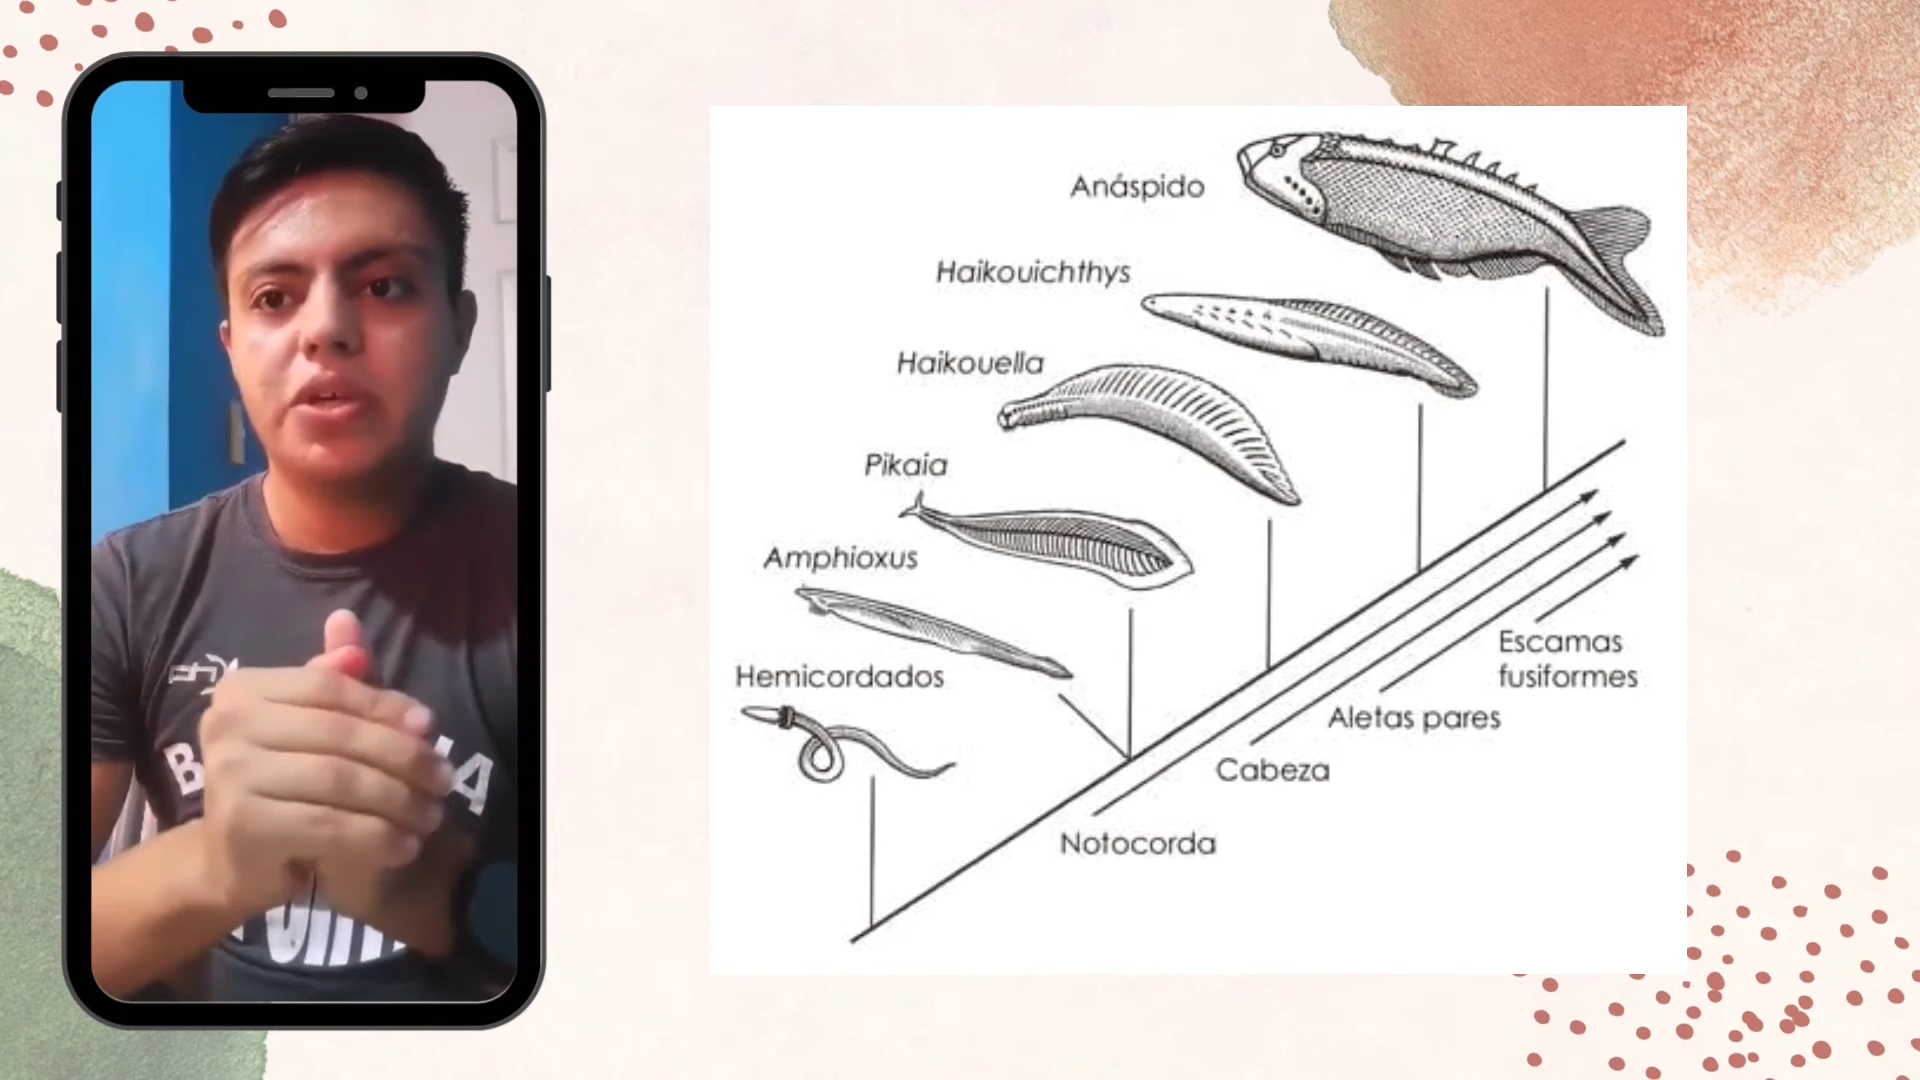 Anáspido
Haikouichthys
Haikouella
Pikaia
Amphioxus
Hemicordados
Escamas
fusiformes
Aletas pares
Cabeza
Notocorda